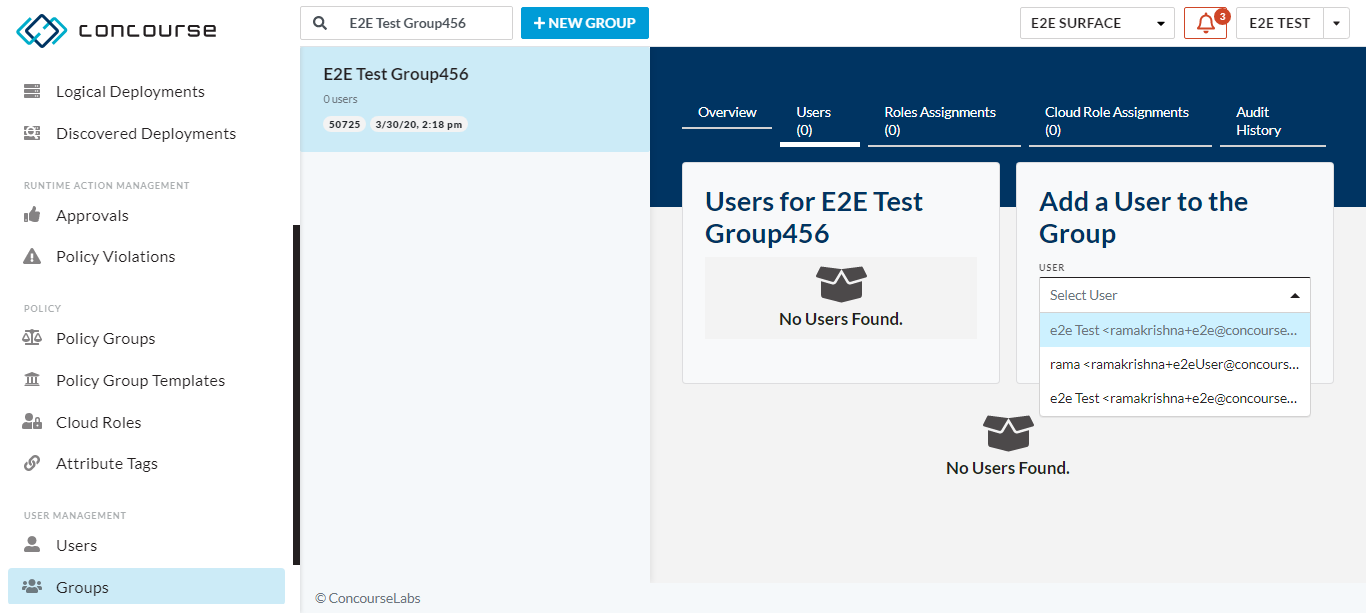 concourse
E2E Test Group456
+ NEW GROUP
E2E SURFACE
3
E2E TEST
Logical Deployments
Discovered Deployments
RUNTIME ACTION MANAGEMENT
Approvals
Policy Violations
POLICY
Policy Groups
Policy Group Templates
Cloud Roles
Attribute Tags
USER MANAGEMENT
Users
Groups
E2E Test Group456
0 users
50725 3/30/20, 2:18 pm
Overview
Users
(0)
Roles Assignments
(0)
Cloud Role Assignments
(0)
Audit
History
Users for E2E Test
Group456
No Users Found.
Add a User to the
Group
USER
Select User
e2e Test <ramakrishna+e2e@concourse...
rama <ramakrishna+e2eUser@concours...
e2e Test <ramakrishna+e2e@concourse...
No Users Found.
© ConcourseLabs